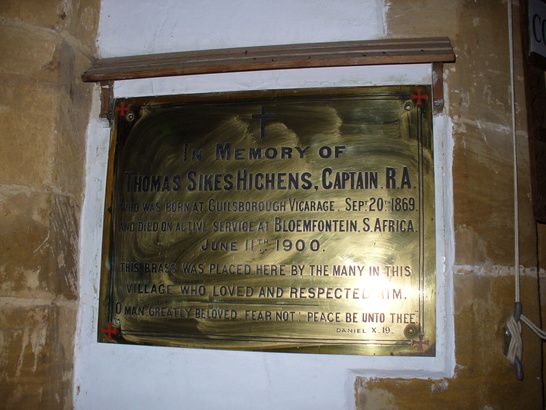 In Memory of
Thomas Sikes Hichens, Captain. R.A.
who was born at Guilsborough Vicarage, Sept. 20th 1869.
and died on active service at Bloemfontein, S. Africa.
June 11th 1900.
This brass was placed here by the many in this
village who loved and respected him.
O man greatly beloved, fear not: peace be unto thee.
Daniel X. 19.